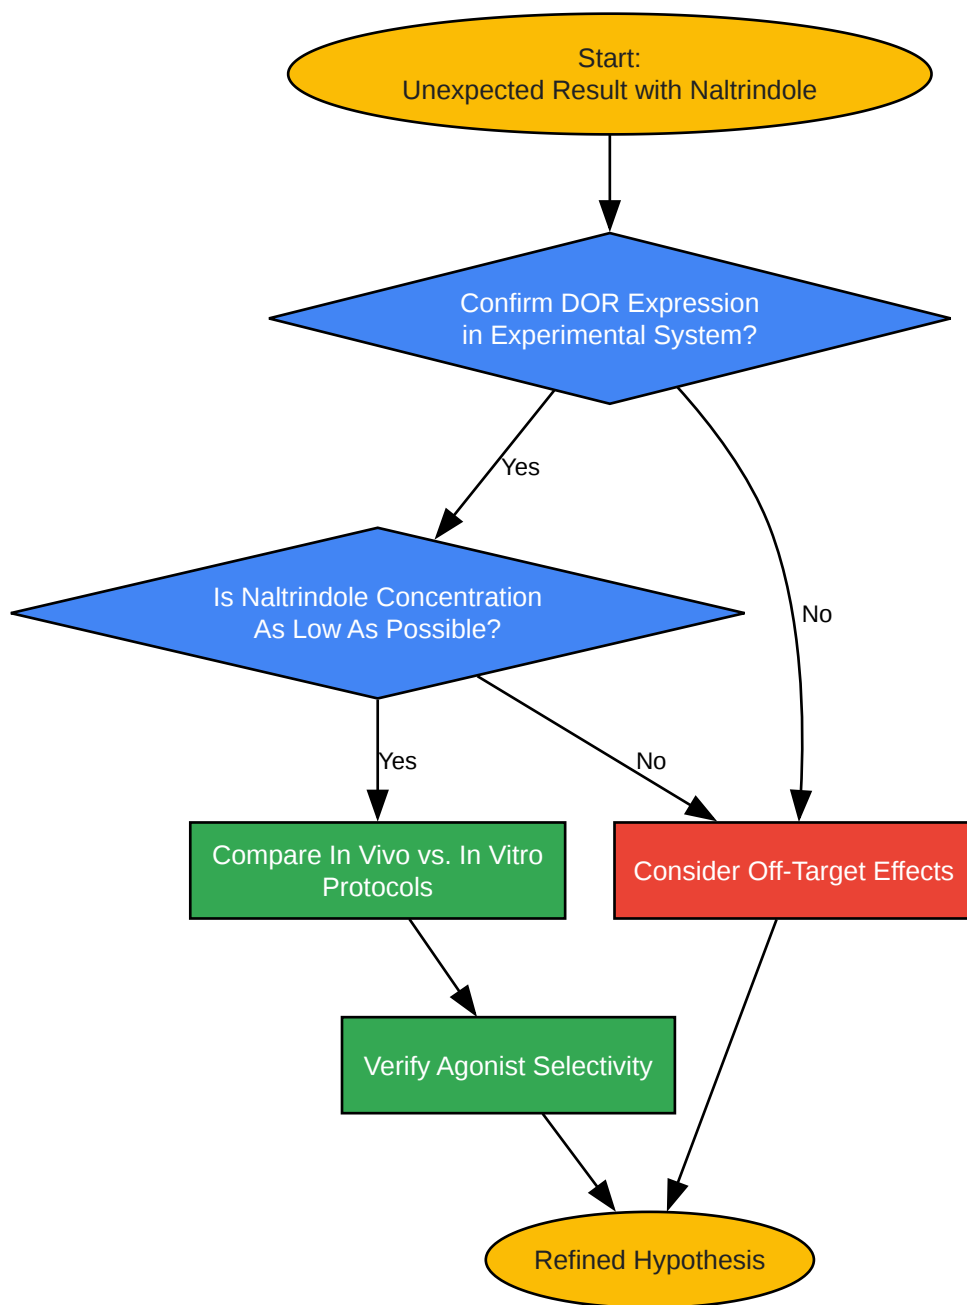 Start:
Unexpected Result with Naltrindole
Confirm DOR Expression
in Experimental System?
Yes
No
Is Naltrindole Concentration
As Low As Possible?
Yes
No
Compare In Vivo vs. In Vitro
Protocols
Consider Off-Target Effects
Verify Agonist Selectivity
Refined Hypothesis